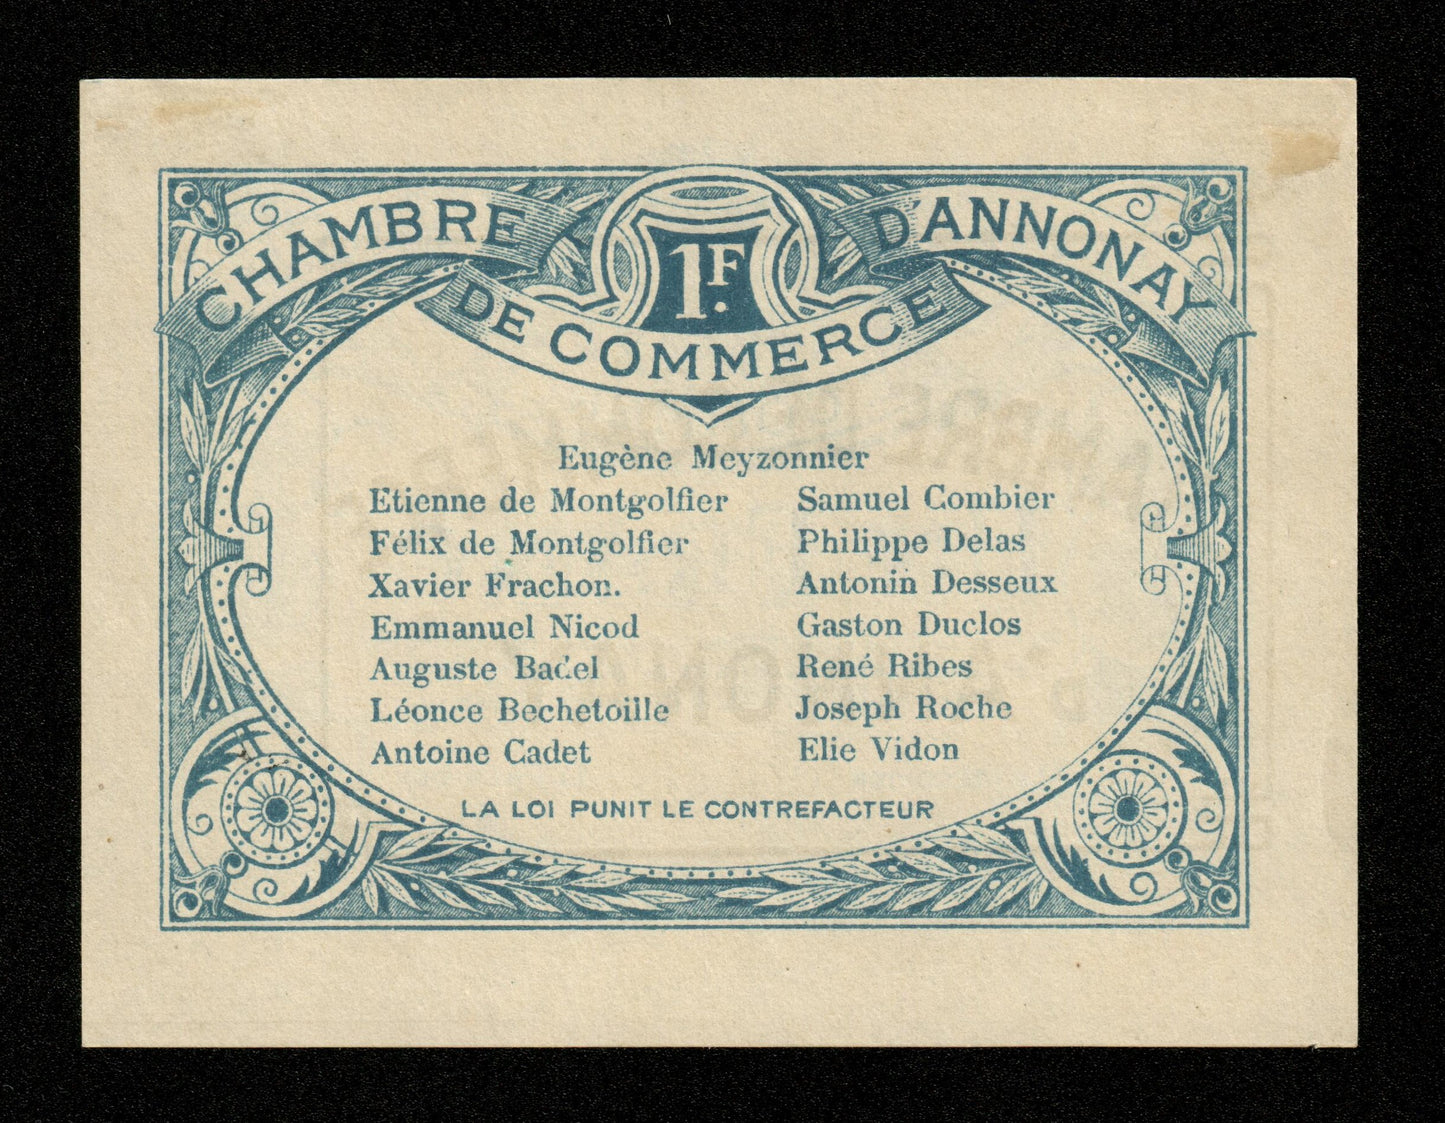 CHAMBRE D'ANNONAY
1F.
DE COMMERCE
Eugène Meyzonnier
Etienne de Montgolfier
Félix de Montgolfier
Xavier Frachon.
Emmanuel Nicod
Auguste Badel
Léonce Bechetoille
Antoine Cadet
Samuel Combier
Philippe Delas
Antonin Desseux
Gaston Duclos
René Ribes
Joseph Roche
Elie Vidon
LA LOI PUNIT LE CONTREFACTEUR